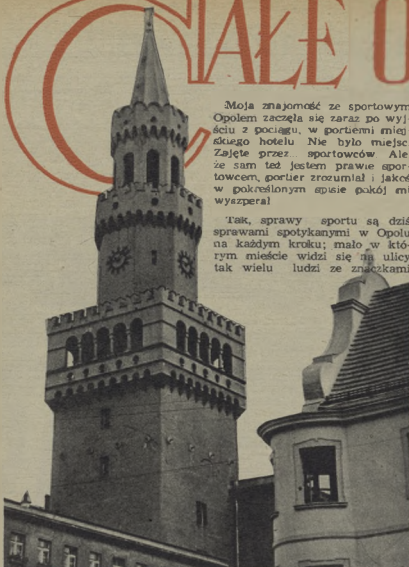 CAŁE O
Moja znajomość ze sportowym
Opolem zaczęła się zaraz po wyj-
ściu z pociągu, w portierni miej-
skiego hotelu. Nie było miejsc.
Zajęte przez sportowców. Ale,
że sam też jestem prawie spor-
towcem, portier zrozumiał i jakoś
w pokreślonym spisie pokój mi
wyszperał
Tak, sprawy sportu są dziś
sprawami spotykanymi w Opolu
na każdym kroku; mało w któ-
rym mieście widzi się na ulicy
tak wielu ludzi ze znaczkami